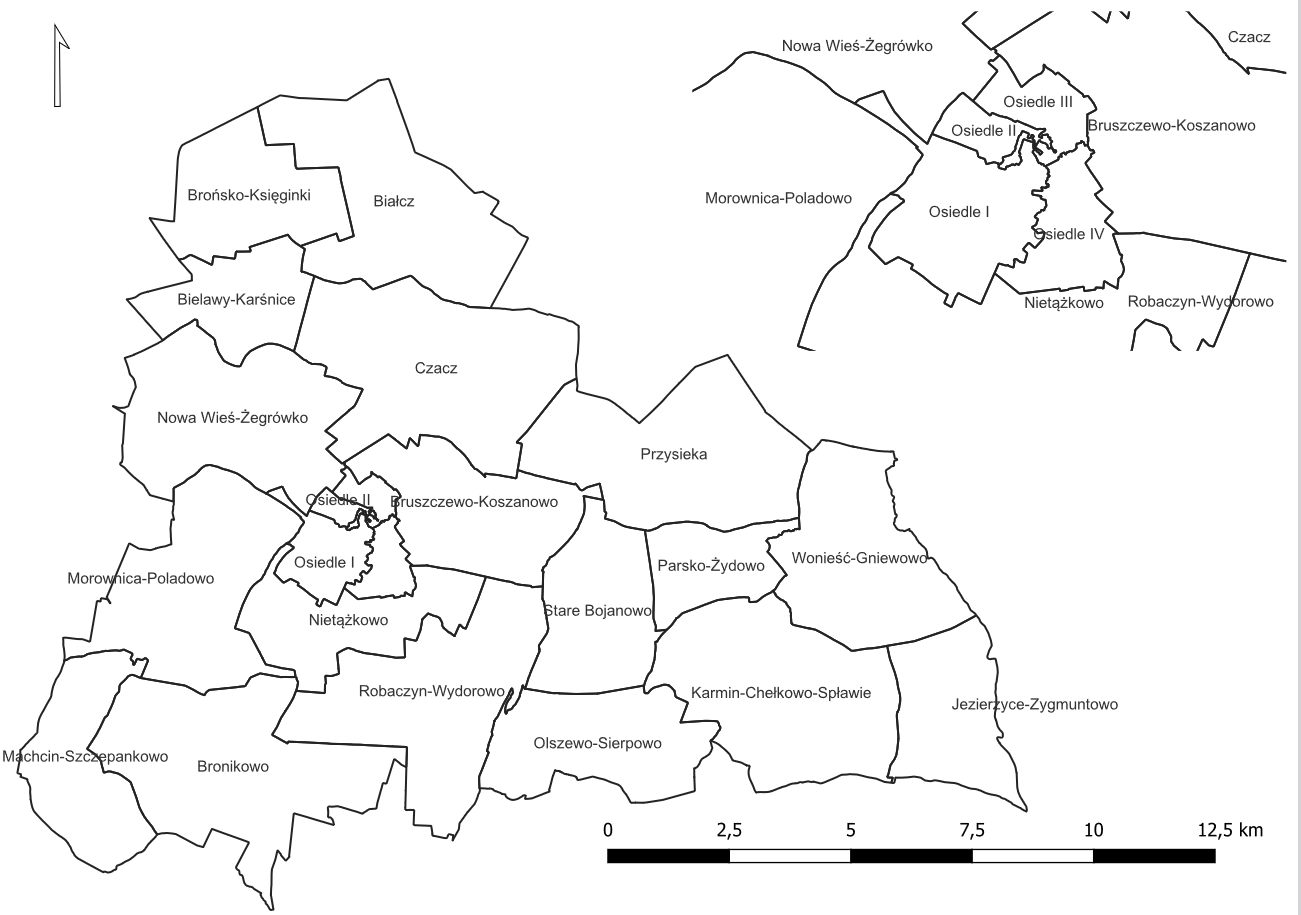 Nowa Wieś-Żegrówko
Czacz
Osiedle III
Osiedle II
Bruszczewo-Koszanowo
Morownica-Poladowo
Osiedle I
Osiedle IV
Nietążkowo
Robaczyn-Wydorowo
Brońsko-Księginki
Białcz
Bielawy-Karśnice
Czacz
Nowa Wieś-Żegrówko
Przysieka
Osiedle II
Bruszczewo-Koszanowo
Osiedle I
Parsko-Żydowo
Wonieść-Gniewowo
Morownica-Poladowo
Stare Bojanowo
Nietążkowo
Robaczyn-Wydorowo
Karmin-Chełkowo-Spławie
Jezierzyce-Zygmuntowo
Olszewo-Sierpowo
Machcin-Szczepankowo
Bronikowo
0 2,5 5 7,5 10 12,5 km